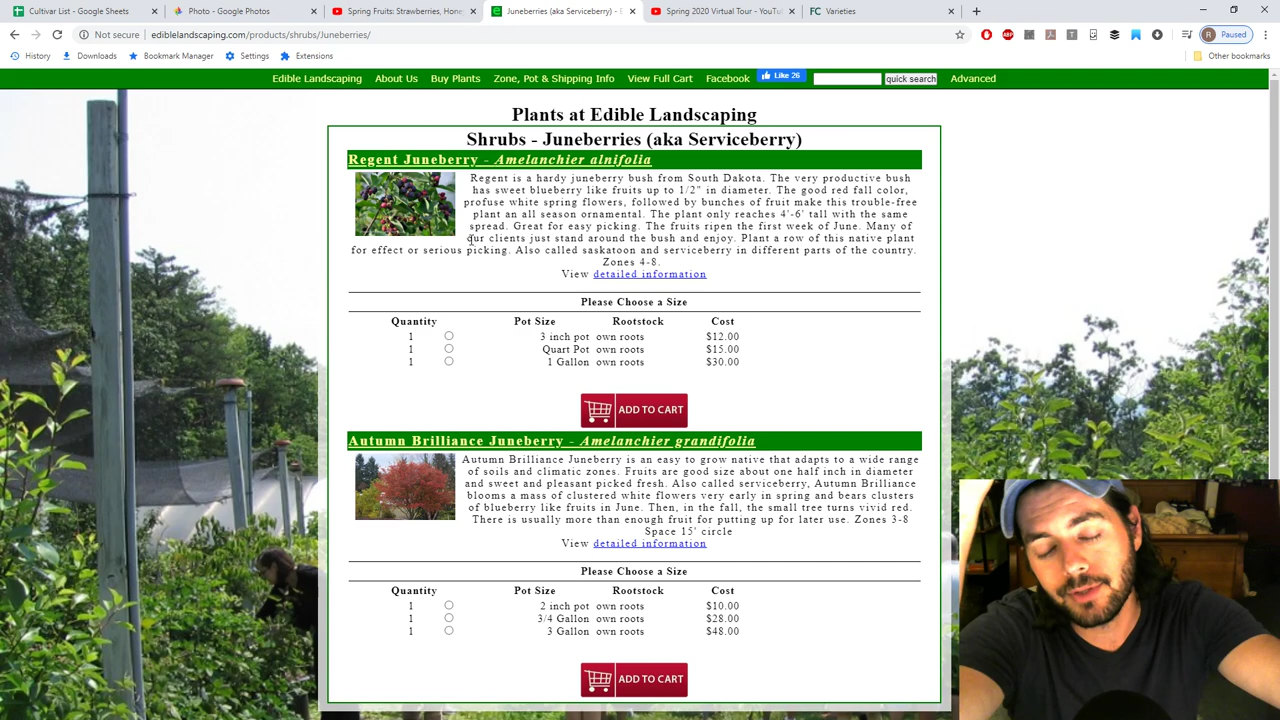 Cultivar List - Google Sheets
Photo - Google Photos
Spring Fruits: Strawberries, Hone
Juneberries (aka Serviceberry) - E
Spring 2020 Virtual Tour - YouTu
FC Varieties
Not secure | ediblelandscaping.com/products/shrubs/Juneberries/
ABP
R Paused
History Downloads Bookmark Manager Settings Extensions Other bookmarks
Edible Landscaping About Us Buy Plants Zone, Pot & Shipping Info View Full Cart Facebook Like 26 quick search Advanced
Plants at Edible Landscaping
Shrubs - Juneberries (aka Serviceberry)
Regent Juneberry - Amelanchier alnifolia
Regent is a hardy juneberry bush from South Dakota. The very productive bush
has sweet blueberry like fruits up to 1/2" in diameter. The good red fall color,
profuse white spring flowers, followed by bunches of fruit make this trouble-free
plant an all season ornamental. The plant only reaches 4'-6' tall with the same
spread. Great for easy picking. The fruits ripen the first week of June. Many of
our clients just stand around the bush and enjoy. Plant a row of this native plant
for effect or serious picking. Also called saskatoon and serviceberry in different parts of the country.
Zones 4-8.
View detailed information
Please Choose a Size
Quantity Pot Size Rootstock Cost
1 3 inch pot own roots $12.00
1 Quart Pot own roots $15.00
1 1 Gallon own roots $30.00
ADD TO CART
Autumn Brilliance Juneberry - Amelanchier grandifolia
Autumn Brilliance Juneberry is an easy to grow native that adapts to a wide range
of soils and climatic zones. Fruits are good size about one half inch in diameter
and sweet and pleasant picked fresh. Also called serviceberry, Autumn Brilliance
blooms a mass of clustered white flowers very early in spring and bears clusters
of blueberry like fruits in June. Then, in the fall, the small tree turns vivid red.
There is usually more than enough fruit for putting up for later use. Zones 3-8
Space 15' circle
View detailed information
Please Choose a Size
Quantity Pot Size Rootstock Cost
1 2 inch pot own roots $10.00
1 3/4 Gallon own roots $28.00
1 3 Gallon own roots $48.00
ADD TO CART